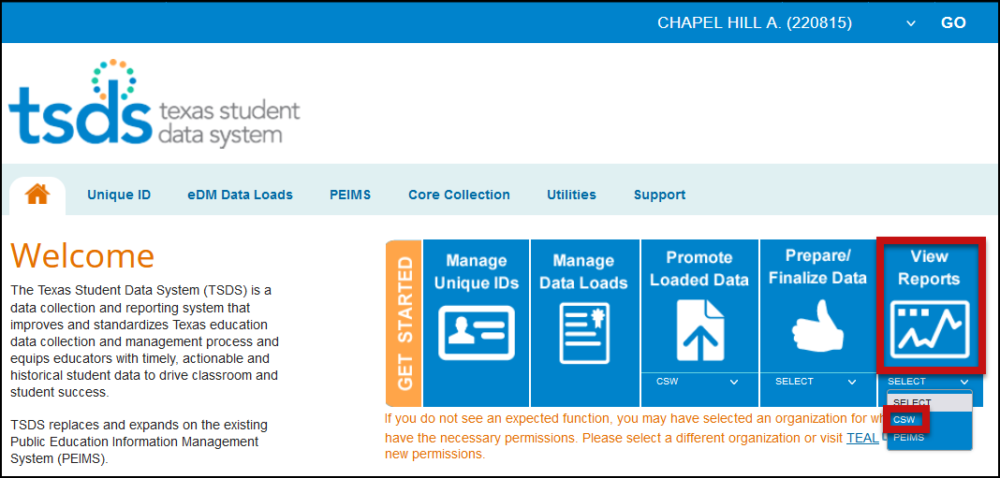 CHAPEL HILL A. (220815) GO
tsds texas student
data system
Unique ID eDM Data Loads PEIMS Core Collection Utilities Support
Welcome
The Texas Student Data System (TSDS) is a
data collection and reporting system that
improves and standardizes Texas education
data collection and management process and
equips educators with timely, actionable and
historical student data to drive classroom and
student success.
TSDS replaces and expands on the existing
Public Education Information Management
System (PEIMS).
GET STARTED
Manage
Unique IDs
Manage
Data Loads
Promote
Loaded Data
CSW
Prepare/
Finalize Data
SELECT
View
Reports
SELECT
SELECT
CSW
PEIMS
If you do not see an expected function, you may have selected an organization for
have the necessary permissions. Please select a different organization or visit TEAL
new permissions.